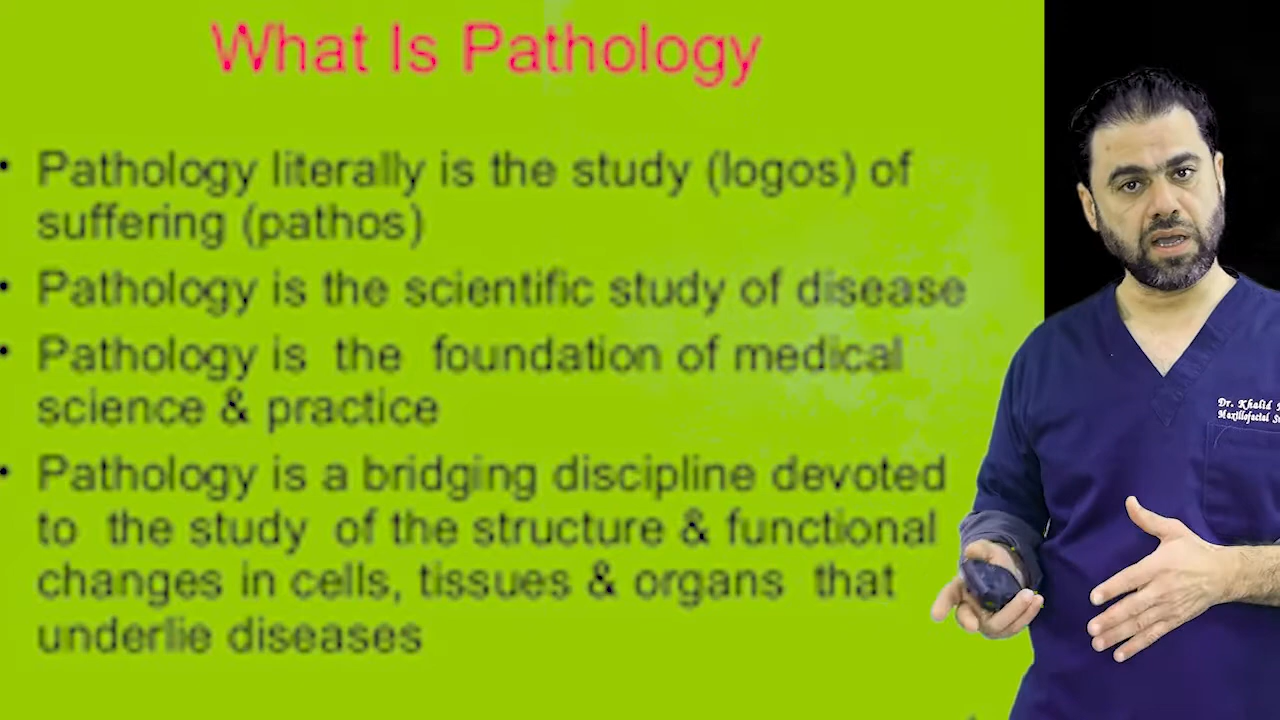 What Is Pathology
• Pathology literally is the study (logos) of
suffering (pathos)
• Pathology is the scientific study of disease
• Pathology is the foundation of medical
science & practice
• Pathology is a bridging discipline devoted
to the study of the structure & functional
changes in cells, tissues & organs that
underlie diseases
Dr. Khalid
Maxillofacial